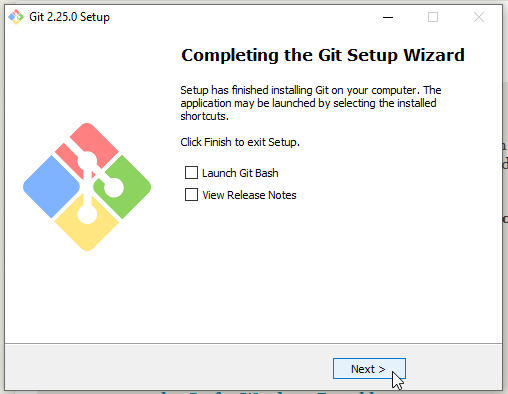 Git 2.25.0 Setup
Completing the Git Setup Wizard
Setup has finished installing Git on your computer. The
application may be launched by selecting the installed
shortcuts.
Click Finish to exit Setup.
Launch Git Bash
View Release Notes
Next >